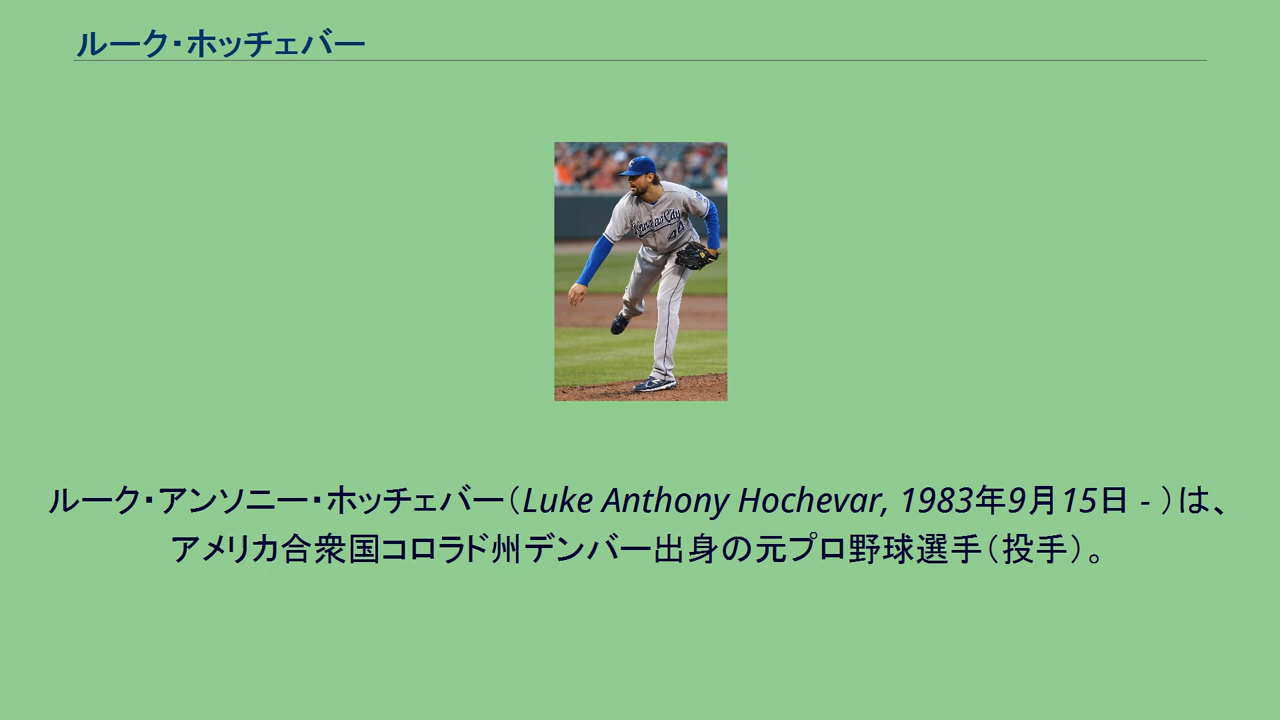 ルーク・ホッチェバー
Kansas City
44
ルーク・アンソニー・ホッチェバー（Luke Anthony Hochevar, 1983年9月15日 - ）は、
アメリカ合衆国コロラド州デンバー出身の元プロ野球選手（投手）。